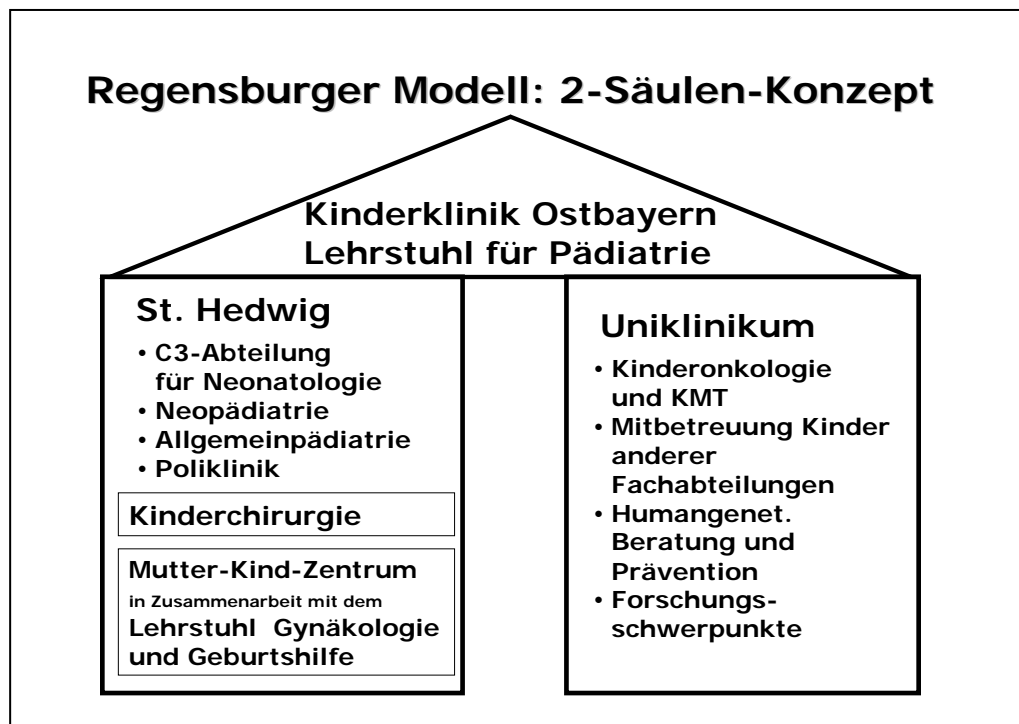 Regensburger Modell: 2-Säulen-Konzept
Kinderklinik Ostbayern
Lehrstuhl für Pädiatrie
St. Hedwig
• C3-Abteilung
für Neonatologie
• Neopädiatrie
• Allgemeinpädiatrie
• Poliklinik
Kinderchirurgie
Mutter-Kind-Zentrum
in Zusammenarbeit mit dem
Lehrstuhl Gynäkologie
und Geburtshilfe
Uniklinikum
• Kinderonkologie
und KMT
• Mitbetreuung Kinder
anderer
Fachabteilungen
• Humangenet.
Beratung und
Prävention
• Forschungs-
schwerpunkte